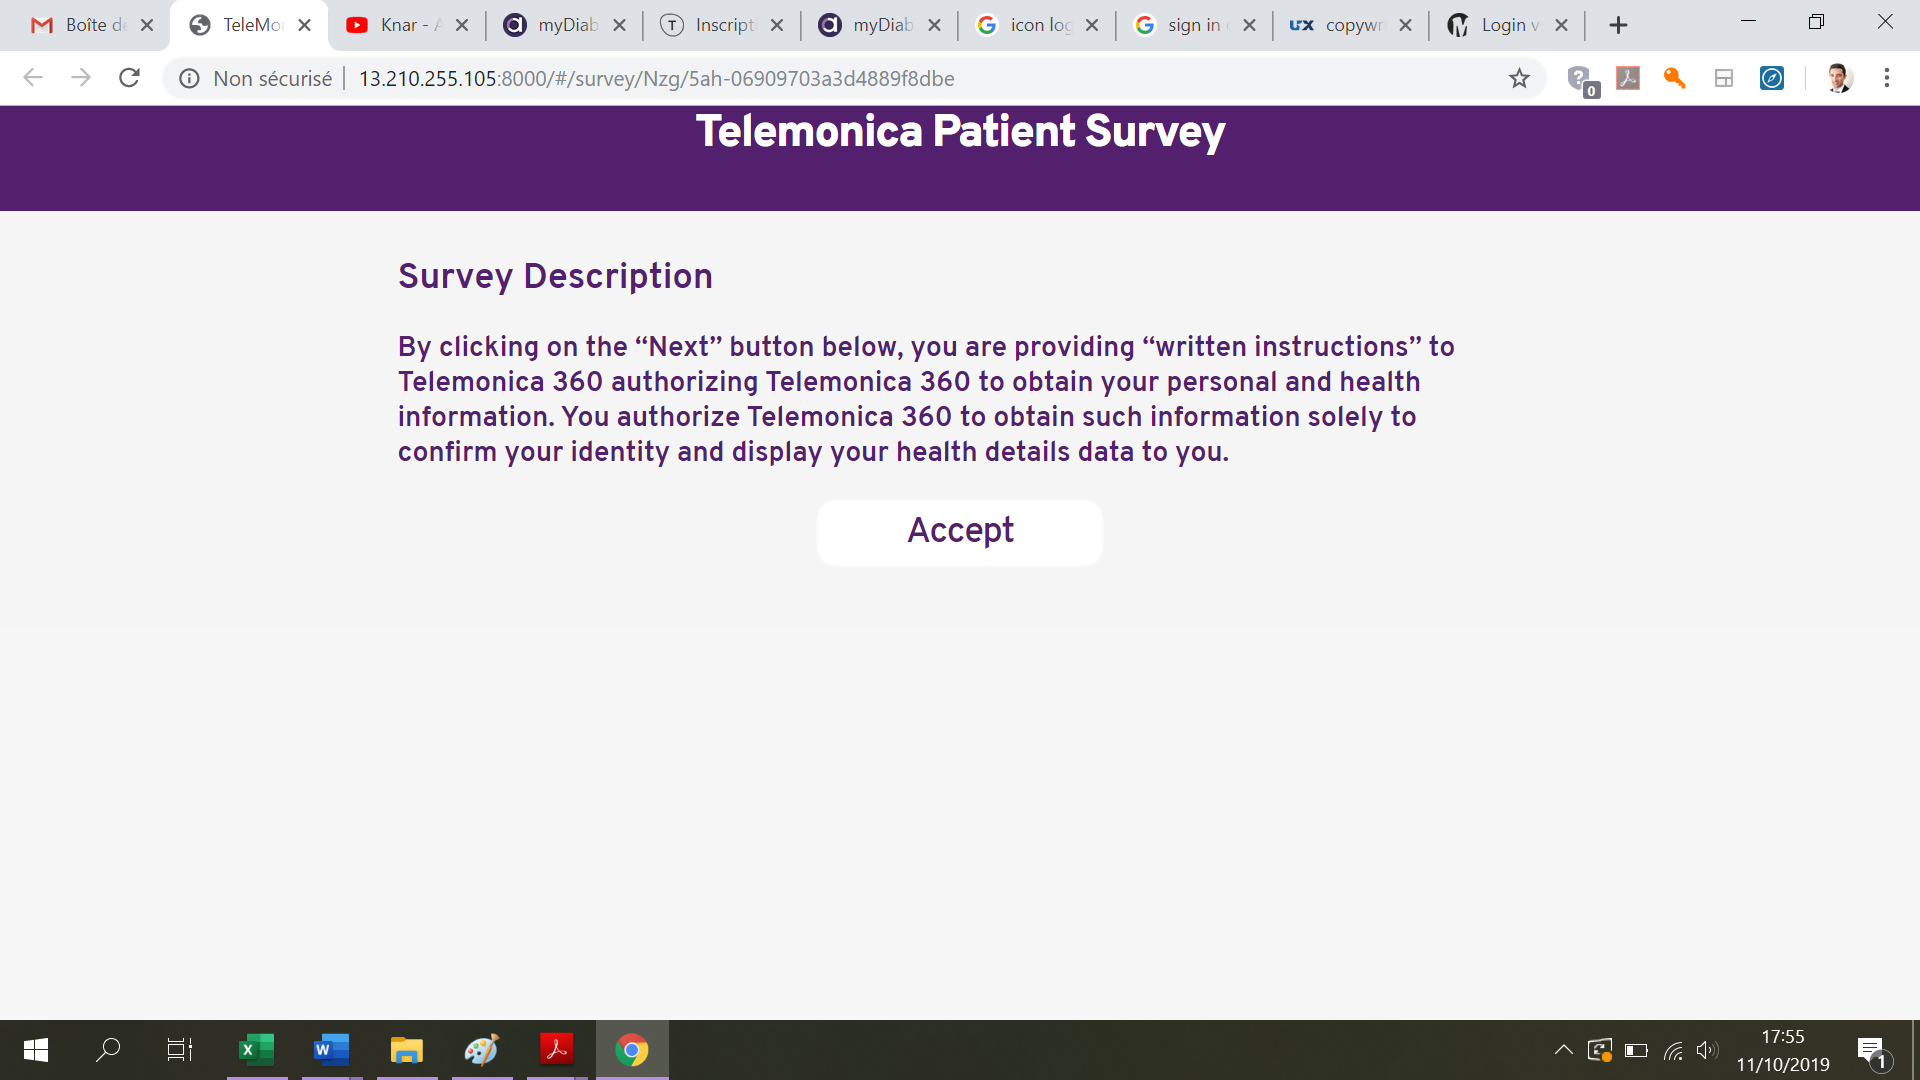 Boîte de
TeleMo
Knar - A
myDiab
Inscript
myDiab
icon log
sign in
copywr
Login v
Non sécurisé
13.210.255.105:8000/#/survey/Nzg/5ah-06909703a3d4889f8dbe
0
Telemonica Patient Survey
Survey Description
By clicking on the “Next” button below, you are providing “written instructions” to
Telemonica 360 authorizing Telemonica 360 to obtain your personal and health
information. You authorize Telemonica 360 to obtain such information solely to
confirm your identity and display your health details data to you.
Accept
17:55
11/10/2019
1